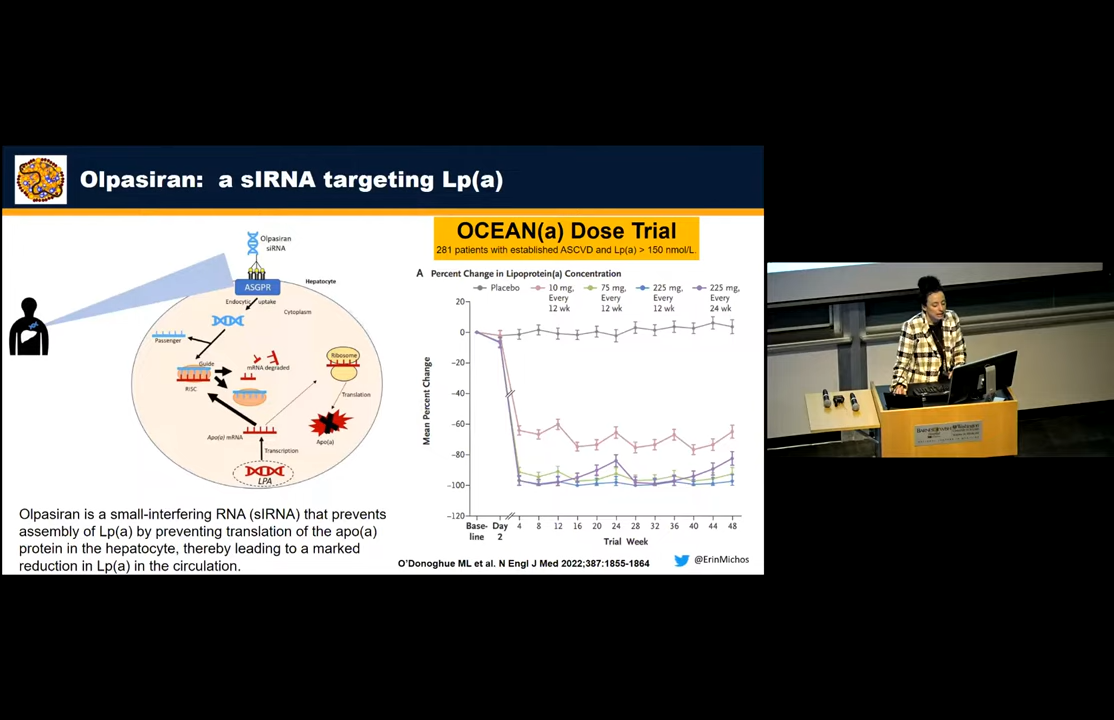 Olpasiran: a sIRNA targeting Lp(a)
Olpasiran
siRNA
ASGPR
Hepatocyte
Endocytic uptake
Cytoplasm
Passenger
Guide
RISC
mRNA degraded
Ribosome
Translation
Apo(a)
Apo(a) mRNA
Transcription
LPA
Olpasiran is a small-interfering RNA (sIRNA) that prevents
assembly of Lp(a) by preventing translation of the apo(a)
protein in the hepatocyte, thereby leading to a marked
reduction in Lp(a) in the circulation.
OCEAN(a) Dose Trial
281 patients with established ASCVD and Lp(a) > 150 nmol/L.
A Percent Change in Lipoprotein(a) Concentration
Placebo
10 mg,
Every
12 wk
75 mg,
Every
12 wk
225 mg,
Every
12 wk
225 mg,
Every
24 wk
Mean Percent Change
20
0
−20
−40
−60
−80
−100
−120
Base-
line
Day
2
4 8 12 16 20 24 28 32 36 40 44 48
Trial Week
O'Donoghue ML et al. N Engl J Med 2022;387:1855-1864
@ErinMichos